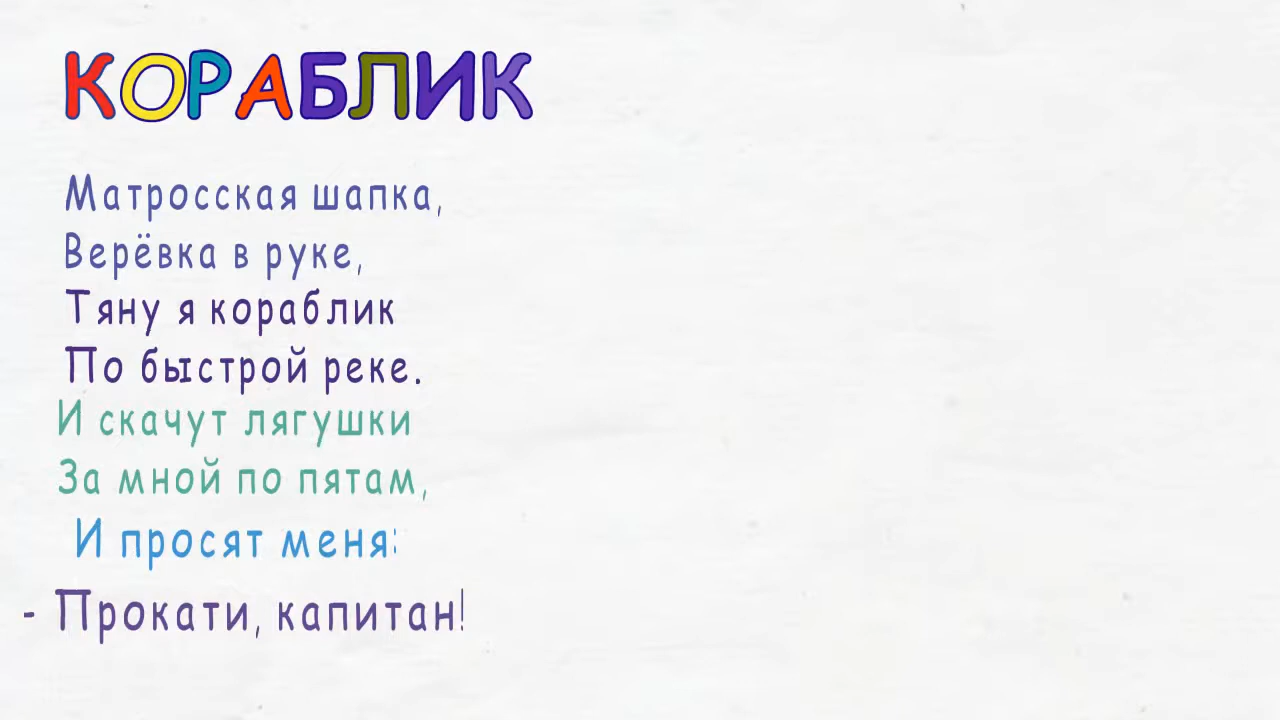 КОРАБЛИК
Матросская шапка,
Верёвка в руке,
Тяну я кораблик
По быстрой реке.
И скачут лягушки
За мной по пятам,
И просят меня:
- Прокати, капитан!